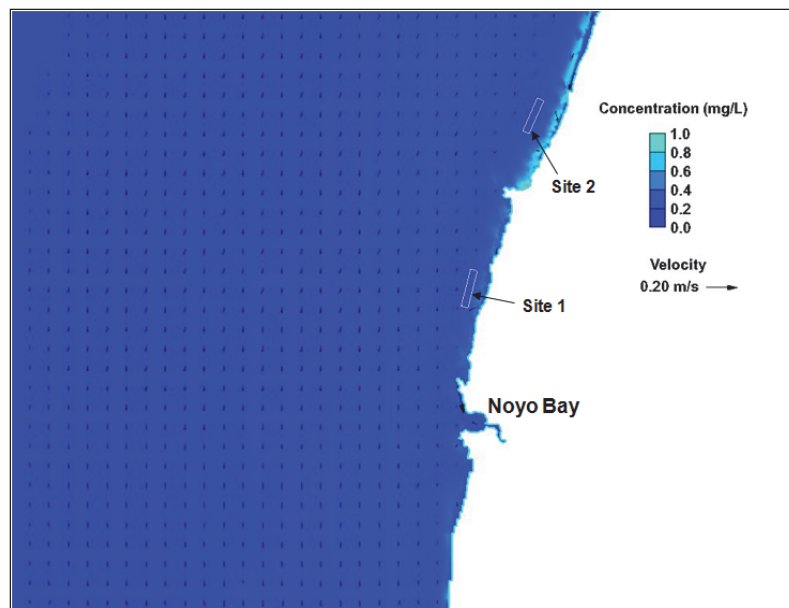 Concentration (mg/L)
1.0
0.8
0.6
0.4
0.2
0.0
Site 2
Velocity
0.20 m/s
Site 1
Noyo Bay